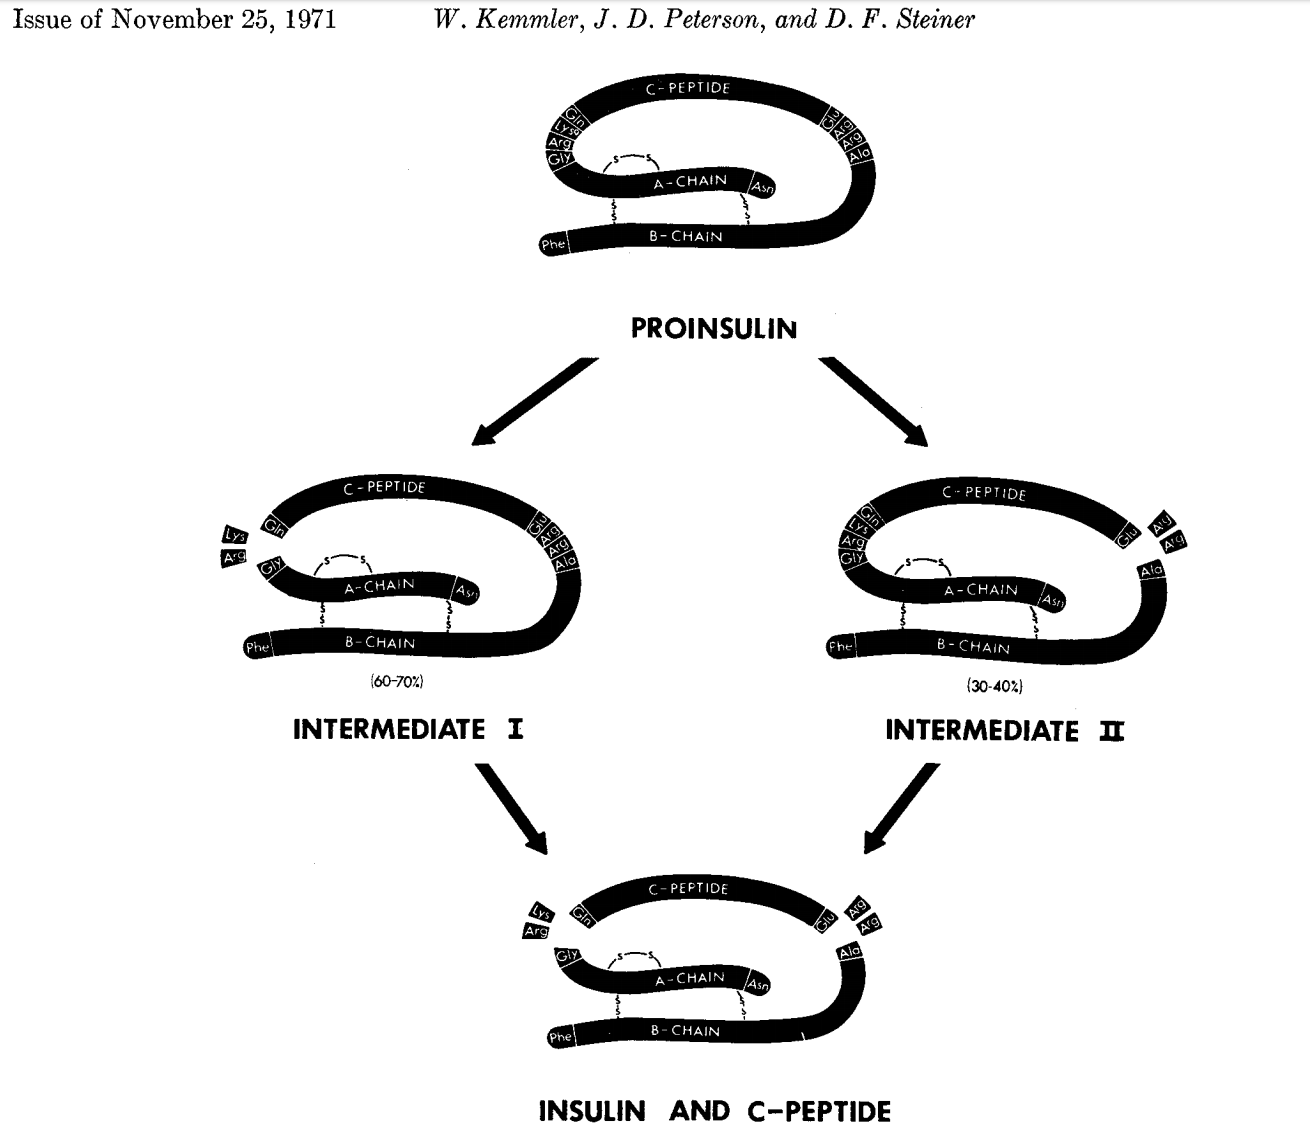 Issue of November 25, 1971 W. Kemmler, J. D. Peterson, and D. F. Steiner
C-PEPTIDE
Gln
Lys
Arg
Gly
Glu
Arg
Arg
Ala
S S
A-CHAIN
Asn
S S
S S
B-CHAIN
Phe
PROINSULIN
C-PEPTIDE
Gln
Lys
Arg
Gly
Glu
Arg
Arg
Ala
S S
A-CHAIN
Asn
S S
S S
B-CHAIN
Phe
(60-70%)
INTERMEDIATE I
C-PEPTIDE
Gln
Lys
Arg
Gly
Glu
Arg
Arg
Ala
S S
A-CHAIN
Asn
S S
S S
B-CHAIN
Phe
(30-40%)
INTERMEDIATE II
C-PEPTIDE
Lys
Arg
Gln
Gly
Glu
Arg
Arg
Ala
S S
A-CHAIN
Asn
S S
S S
B-CHAIN
Phe
INSULIN AND C-PEPTIDE